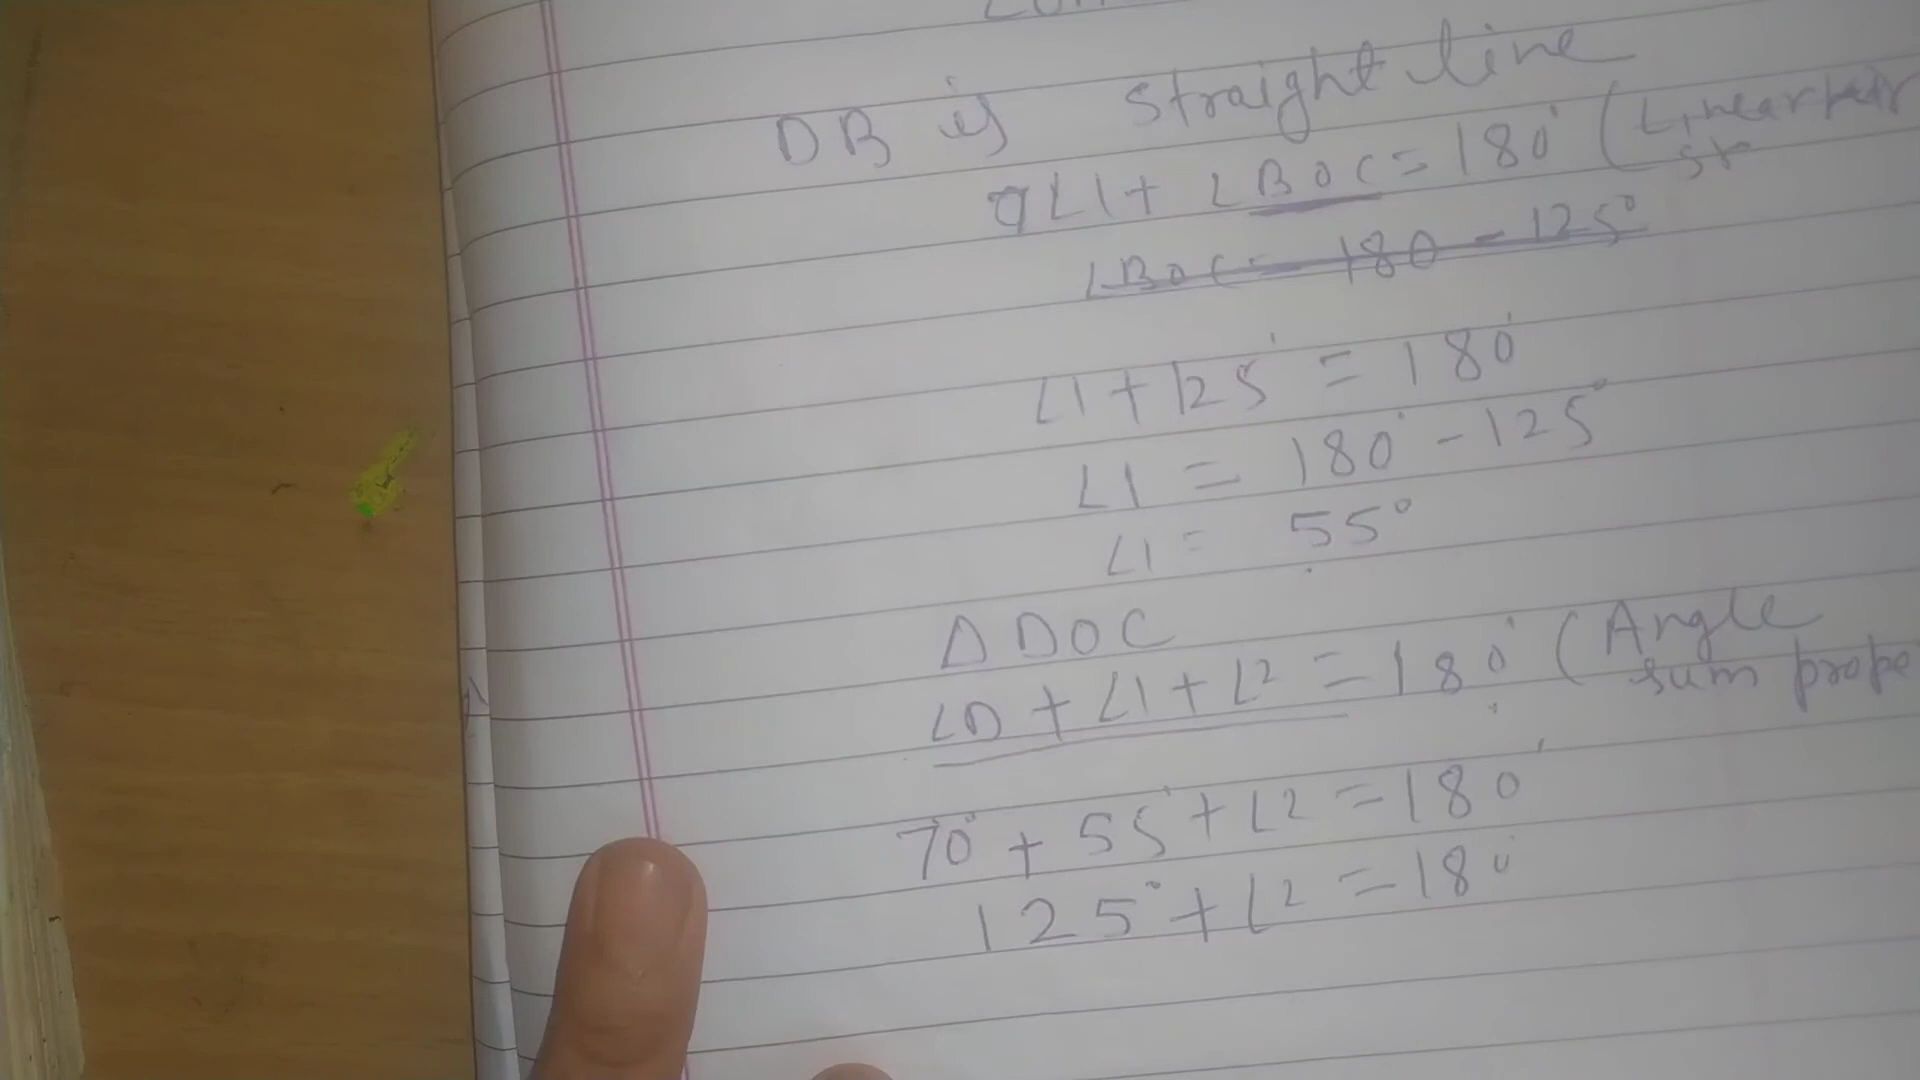 DB is straight line
∠1 + ∠BOC = 180° (Linear pair
∠BOC = 180 - 125°
∠1 + 125° = 180°
∠1 = 180° - 125°
∠1 = 55°
Δ DOC
∠D + ∠1 + ∠2 = 180° (Angle
sum prope
70° + 55° + ∠2 = 180°
125° + ∠2 = 180°